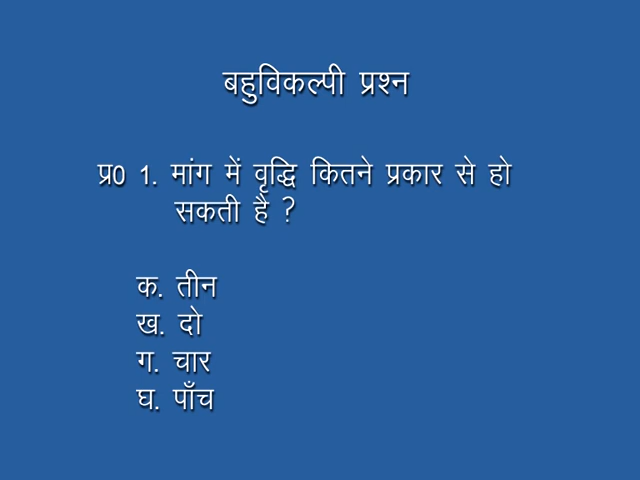 बहुविकल्पी प्रश्न
प्र0 1. मांग में वृद्धि कितने प्रकार से हो
सकती है ?
क. तीन
ख. दो
ग. चार
घ. पाँच